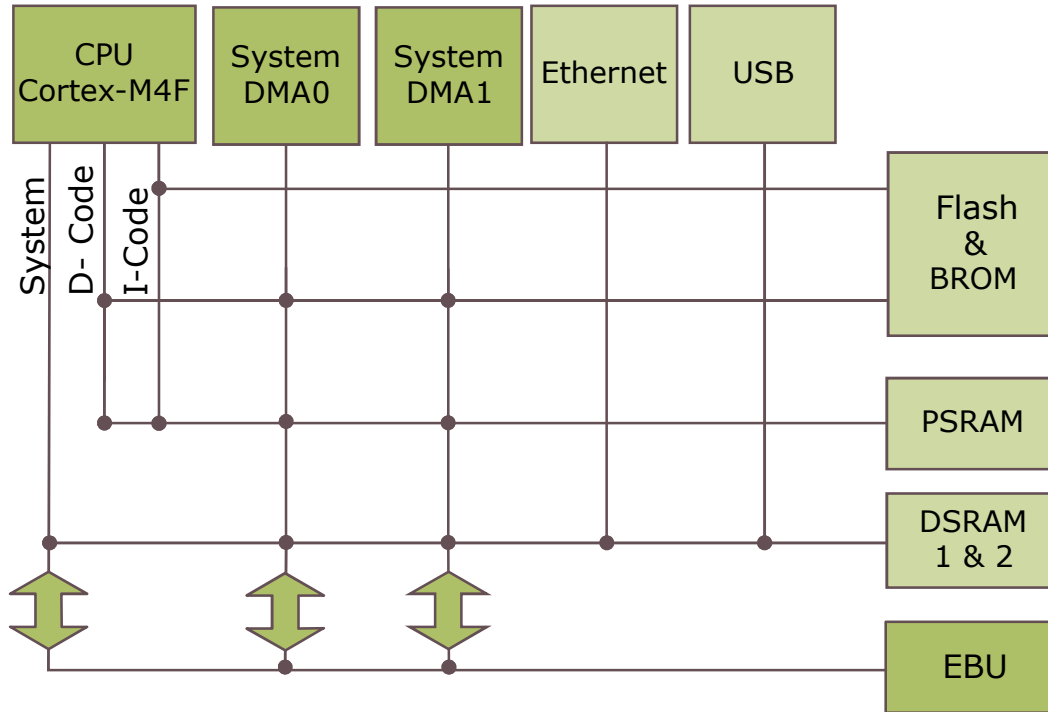 CPU
Cortex-M4F
System
DMA0
System
DMA1
Ethernet
USB
System
D- Code
I-Code
Flash
&
BROM
PSRAM
DSRAM
1 & 2
EBU